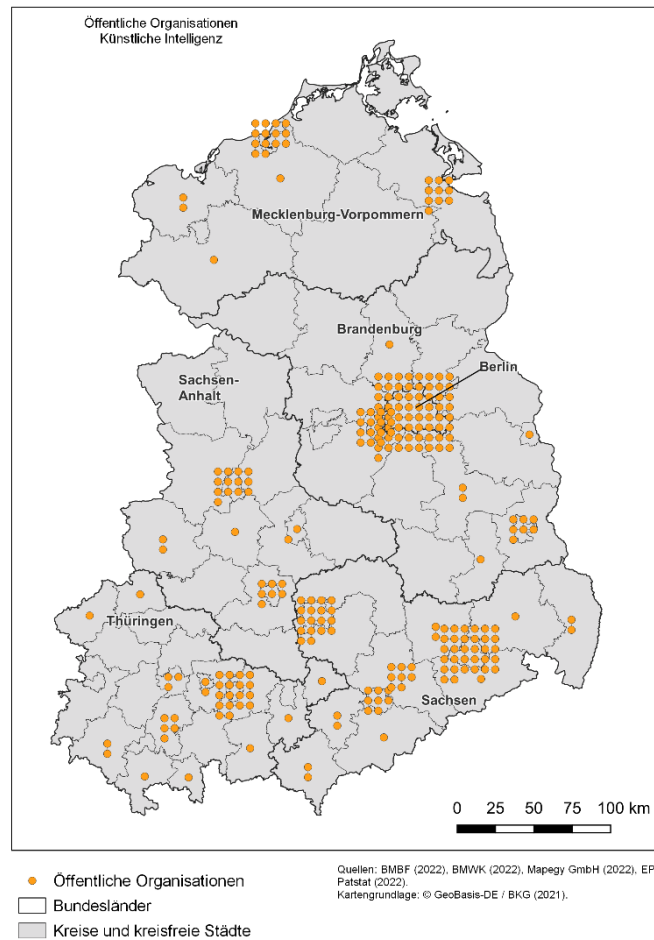 Öffentliche Organisationen
Künstliche Intelligenz
Mecklenburg-Vorpommern
Brandenburg
Berlin
Sachsen-
Anhalt
Thüringen
Sachsen
0 25 50 75 100 km
Öffentliche Organisationen
Bundesländer
Kreise und kreisfreie Städte
Quellen: BMBF (2022), BMWK (2022), Mapegy GmbH (2022), EP
Patstat (2022).
Kartengrundlage: © GeoBasis-DE / BKG (2021).